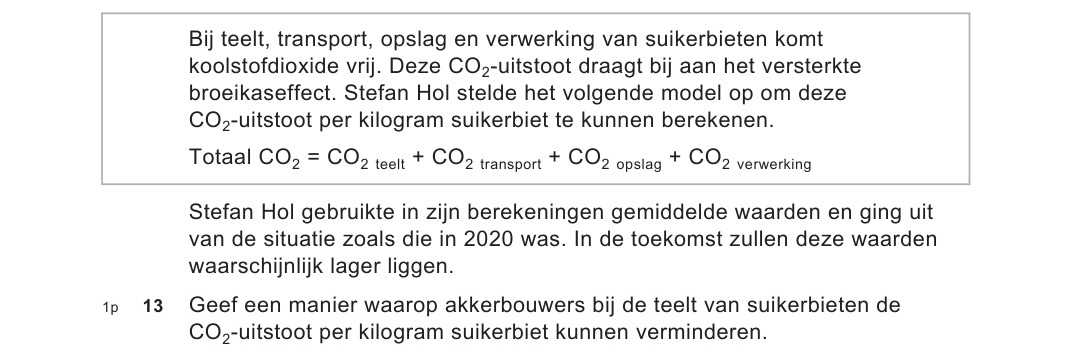 Bij teelt, transport, opslag en verwerking van suikerbieten komt
koolstofdioxide vrij. Deze CO₂-uitstoot draagt bij aan het versterkte
broeikaseffect. Stefan Hol stelde het volgende model op om deze
CO₂-uitstoot per kilogram suikerbiet te kunnen berekenen.
Totaal CO₂ = CO₂ teelt + CO₂ transport + CO₂ opslag + CO₂ verwerking
Stefan Hol gebruikte in zijn berekeningen gemiddelde waarden en ging uit
van de situatie zoals die in 2020 was. In de toekomst zullen deze waarden
waarschijnlijk lager liggen.
1p 13 Geef een manier waarop akkerbouwers bij de teelt van suikerbieten de
CO₂-uitstoot per kilogram suikerbiet kunnen verminderen.